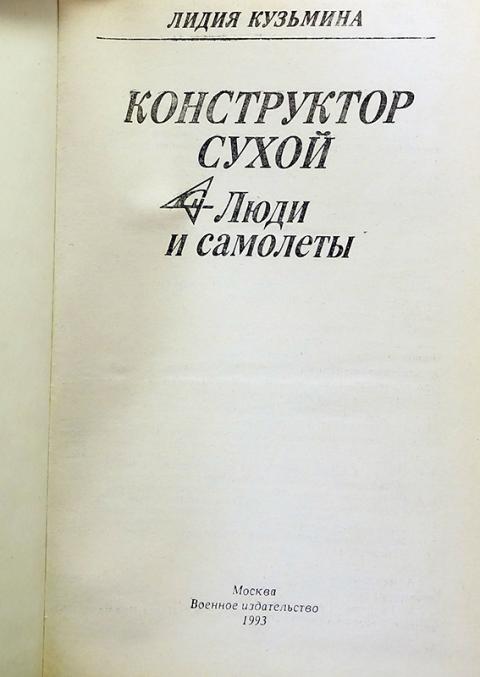 ЛИДИЯ КУЗЬМИНА
КОНСТРУКТОР
СУХОЙ
Люди
и самолеты
Москва
Военное издательство
1993